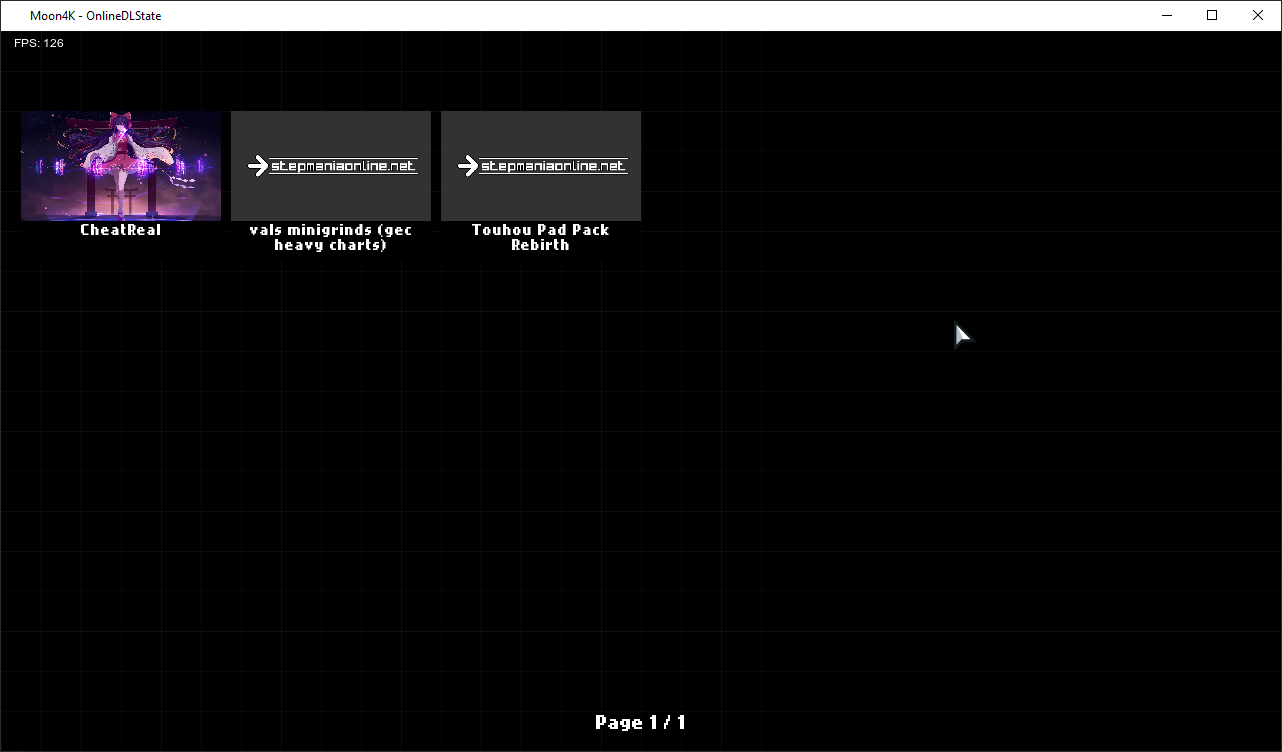 Moon4K - OnlineDLState
FPS: 126
stepmaniaonline.net
stepmaniaonline.net
CheatReal
vals minigrinds (gec
heavy charts)
Touhou Pad Pack
Rebirth
Page 1 / 1